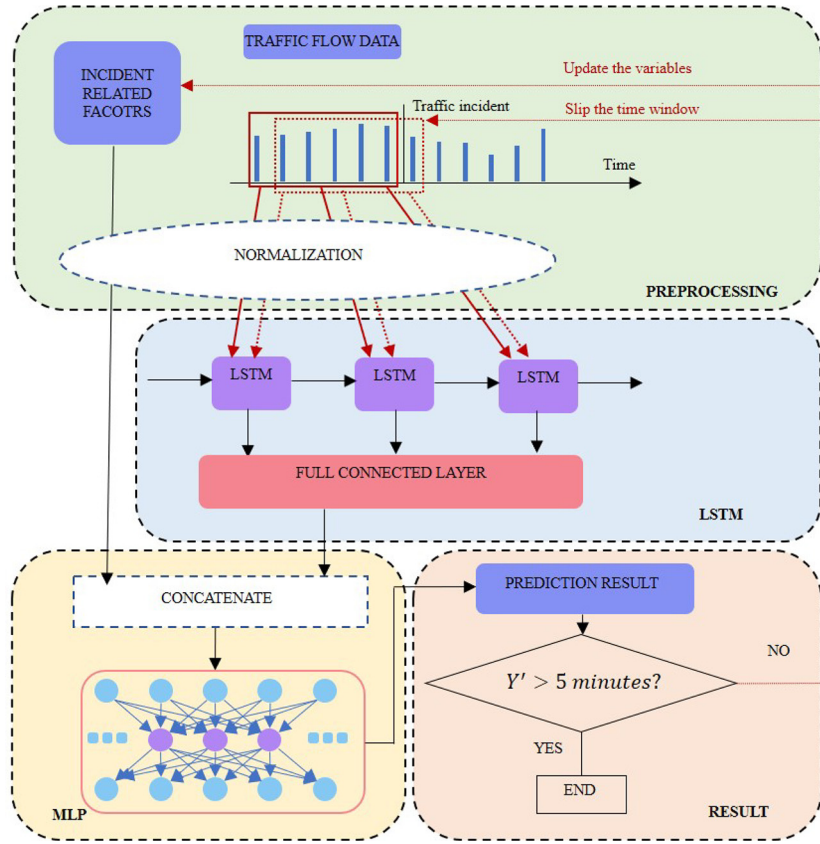 TRAFFIC FLOW DATA
INCIDENT
RELATED
FACOTRS
Update the variables
Traffic incident
Slip the time window
Time
NORMALIZATION
PREPROCESSING
LSTM
LSTM
LSTM
FULL CONNECTED LAYER
LSTM
CONCATENATE
MLP
PREDICTION RESULT
Y' > 5 minutes?
NO
YES
END
RESULT